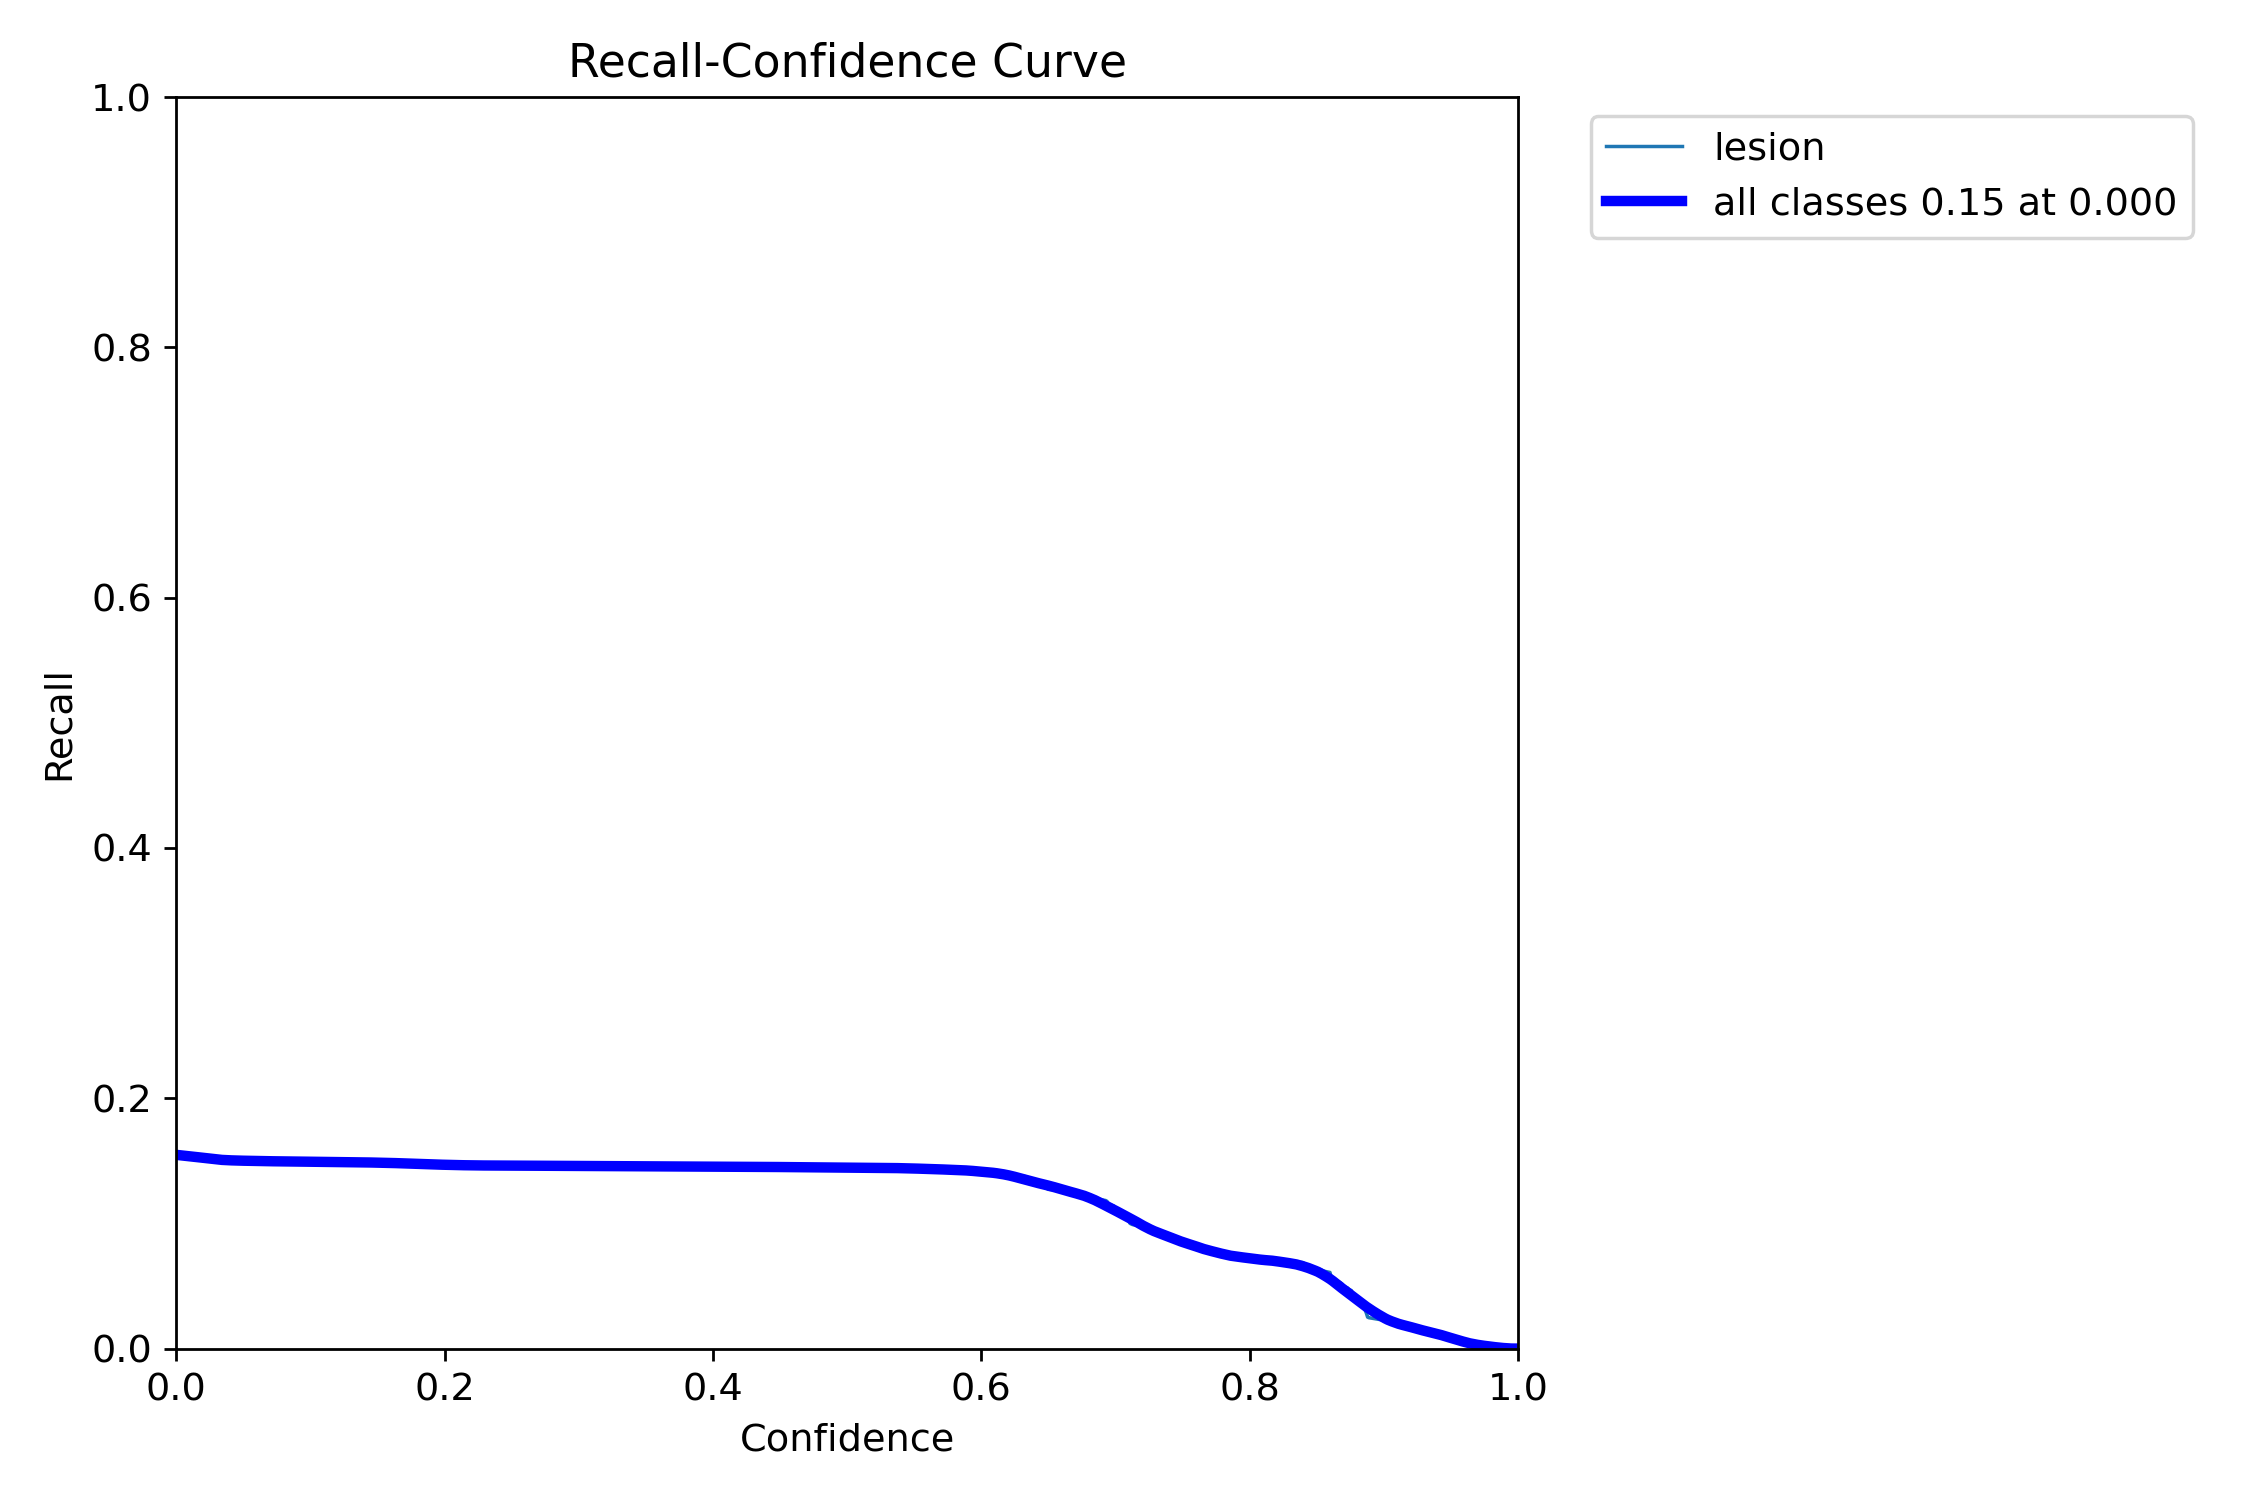 Recall-Confidence Curve
1.0
0.8
0.6
0.4
0.2
0.0
Recall
0.0 0.2 0.4 0.6 0.8 1.0
Confidence
lesion
all classes 0.15 at 0.000